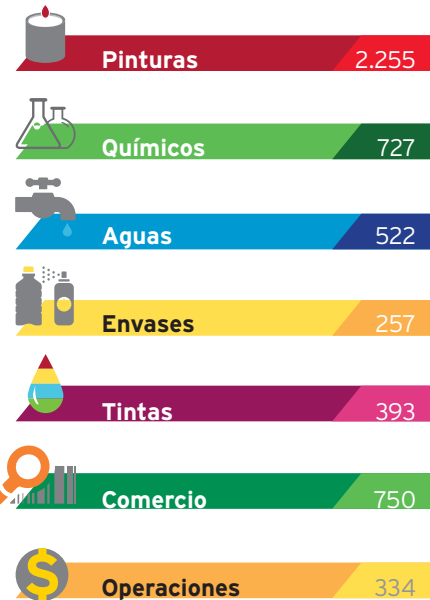 Pinturas 2.255
Químicos 727
Aguas 522
Envases 257
Tintas 393
Comercio 750
Operaciones 334